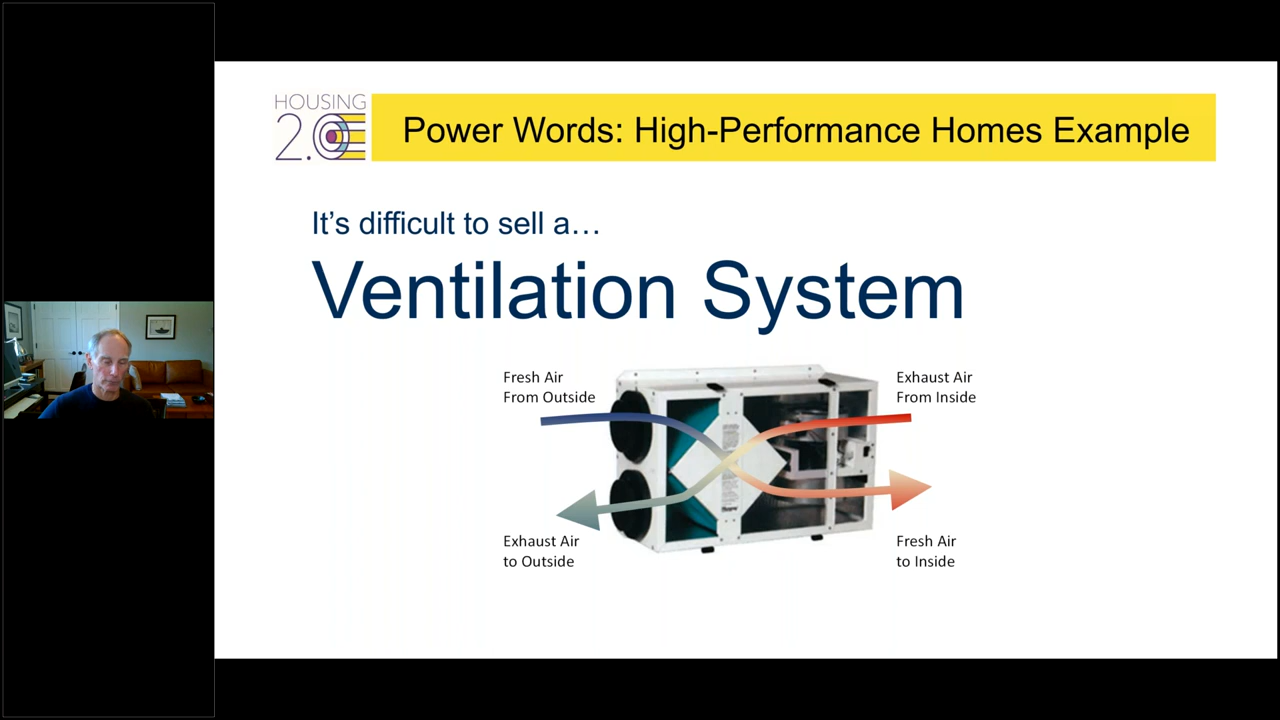 HOUSING
2.0
Power Words: High-Performance Homes Example
It’s difficult to sell a…
Ventilation System
Fresh Air
From Outside
Exhaust Air
From Inside
Exhaust Air
to Outside
Fresh Air
to Inside